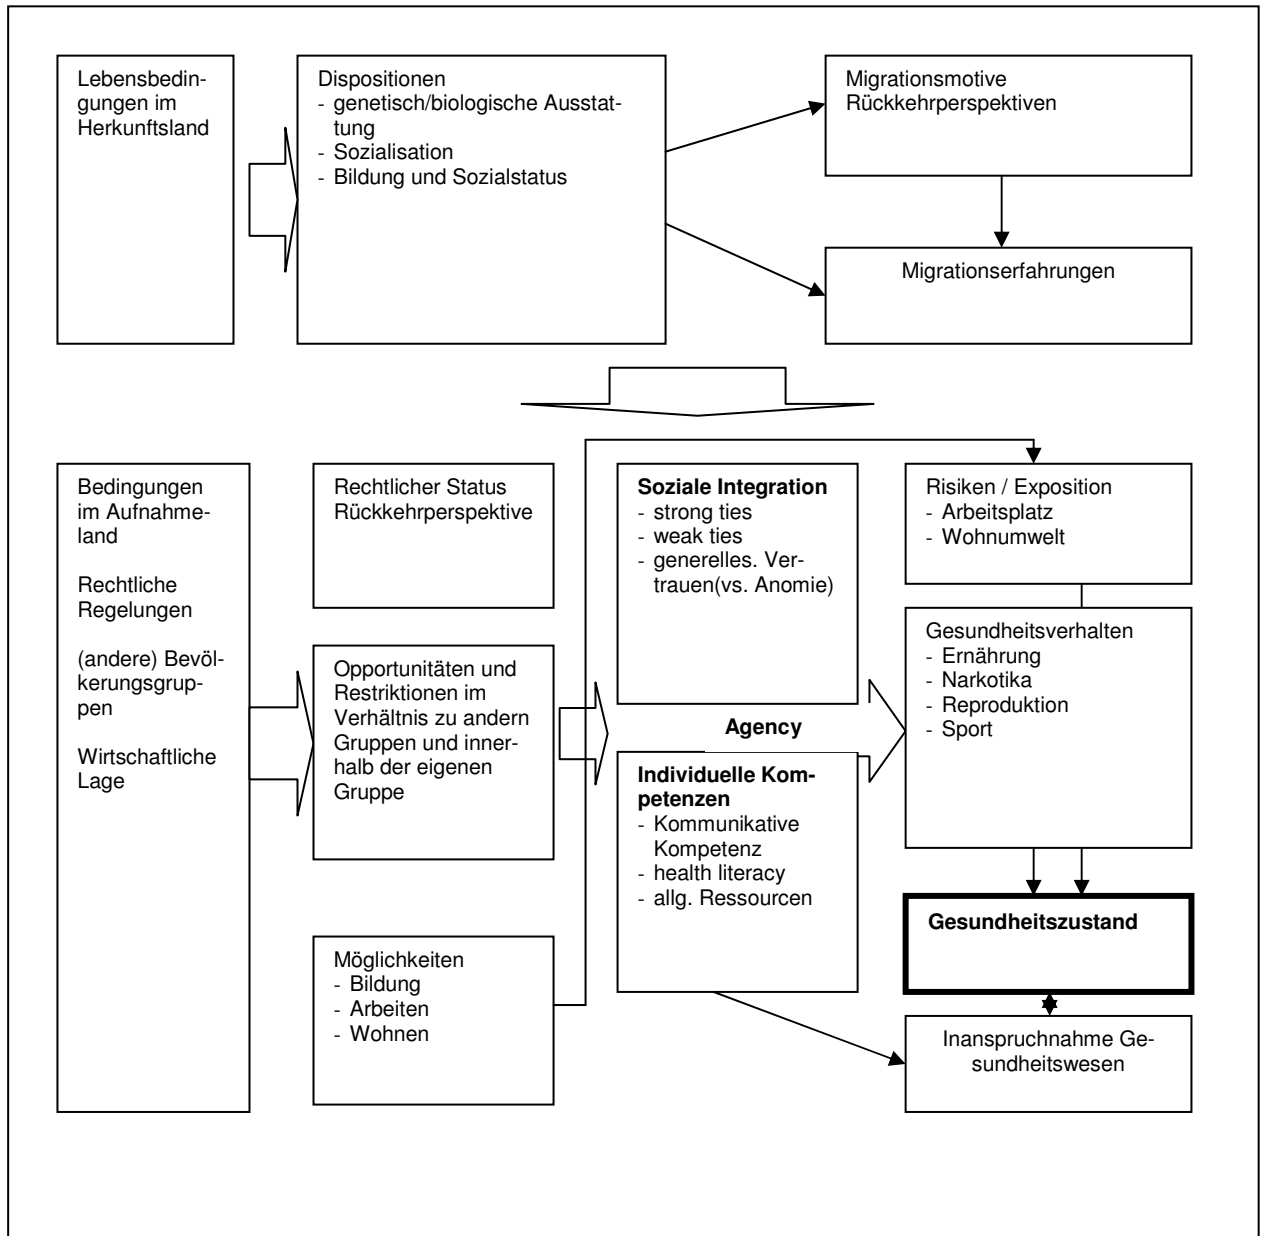 Lebensbedin-
gungen im
Herkunftsland
Dispositionen
- genetisch/biologische Ausstat-
tung
- Sozialisation
- Bildung und Sozialstatus
Migrationsmotive
Rückkehrperspektiven
Migrationserfahrungen
Bedingungen
im Aufnahme-
land
Rechtliche
Regelungen
(andere) Bevöl-
kerungsgrup-
pen
Wirtschaftliche
Lage
Rechtlicher Status
Rückkehrperspektive
Opportunitäten und
Restriktionen im
Verhältnis zu andern
Gruppen und inner-
halb der eigenen
Gruppe
Möglichkeiten
- Bildung
- Arbeiten
- Wohnen
Soziale Integration
- strong ties
- weak ties
- generelles. Ver-
trauen(vs. Anomie)
Agency
Individuelle Kom-
petenzen
- Kommunikative
Kompetenz
- health literacy
- allg. Ressourcen
Risiken / Exposition
- Arbeitsplatz
- Wohnumwelt
Gesundheitsverhalten
- Ernährung
- Narkotika
- Reproduktion
- Sport
Gesundheitszustand
Inanspruchnahme Ge-
sundheitswesen